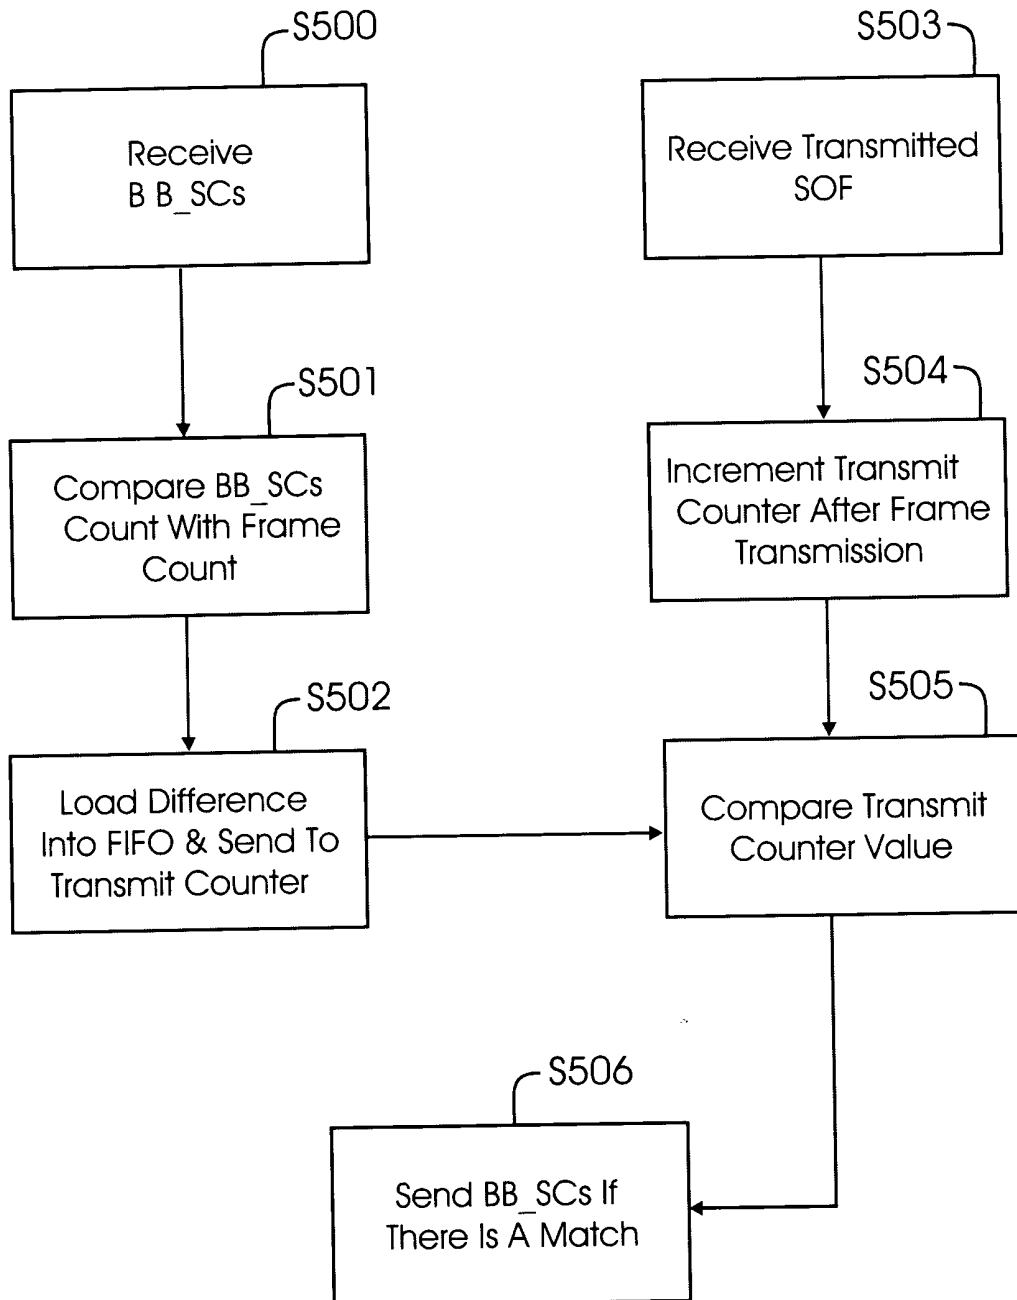 S500
Receive
B B_SCs
S501
Compare BB_SCs
Count With Frame
Count
S502
Load Difference
Into FIFO & Send To
Transmit Counter
S503
Receive Transmitted
SOF
S504
Increment Transmit
Counter After Frame
Transmission
S505
Compare Transmit
Counter Value
S506
Send BB_SCs If
There Is A Match